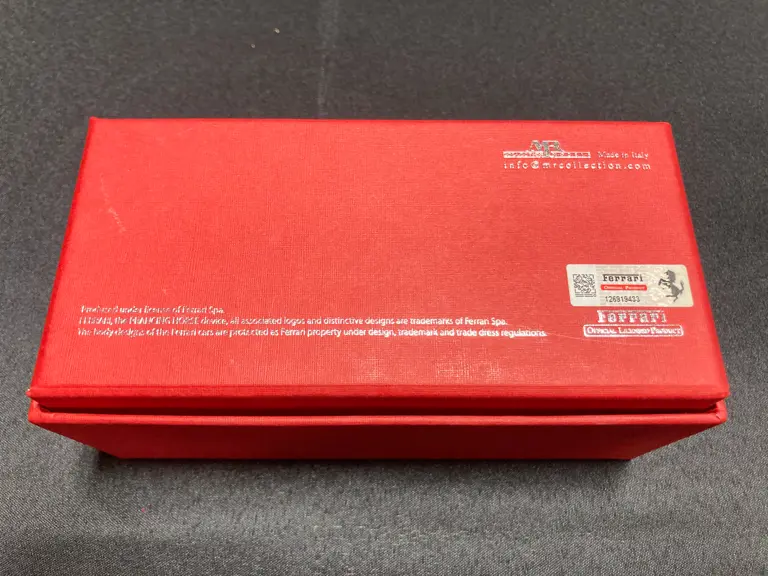 MR
Made in Italy
info@mrcollection.com
Ferrari
OFFICIAL PRODUCT
126919433
Ferrari
OFFICIAL LICENSED PRODUCT
Produced under license of Ferrari Spa.
FERRARI, the PRANCING HORSE device, all associated logos and distinctive designs are trademarks of Ferrari Spa.
The body designs of the Ferrari cars are protected as Ferrari property under design, trademark and trade dress regulations.